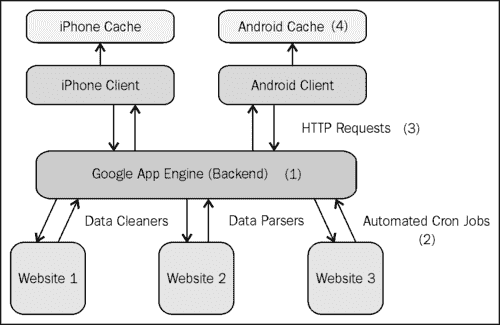 iPhone Cache
Android Cache (4)
iPhone Client
Android Client
HTTP Requests (3)
Google App Engine (Backend) (1)
Data Cleaners
Data Parsers
Automated Cron Jobs
(2)
Website 1
Website 2
Website 3